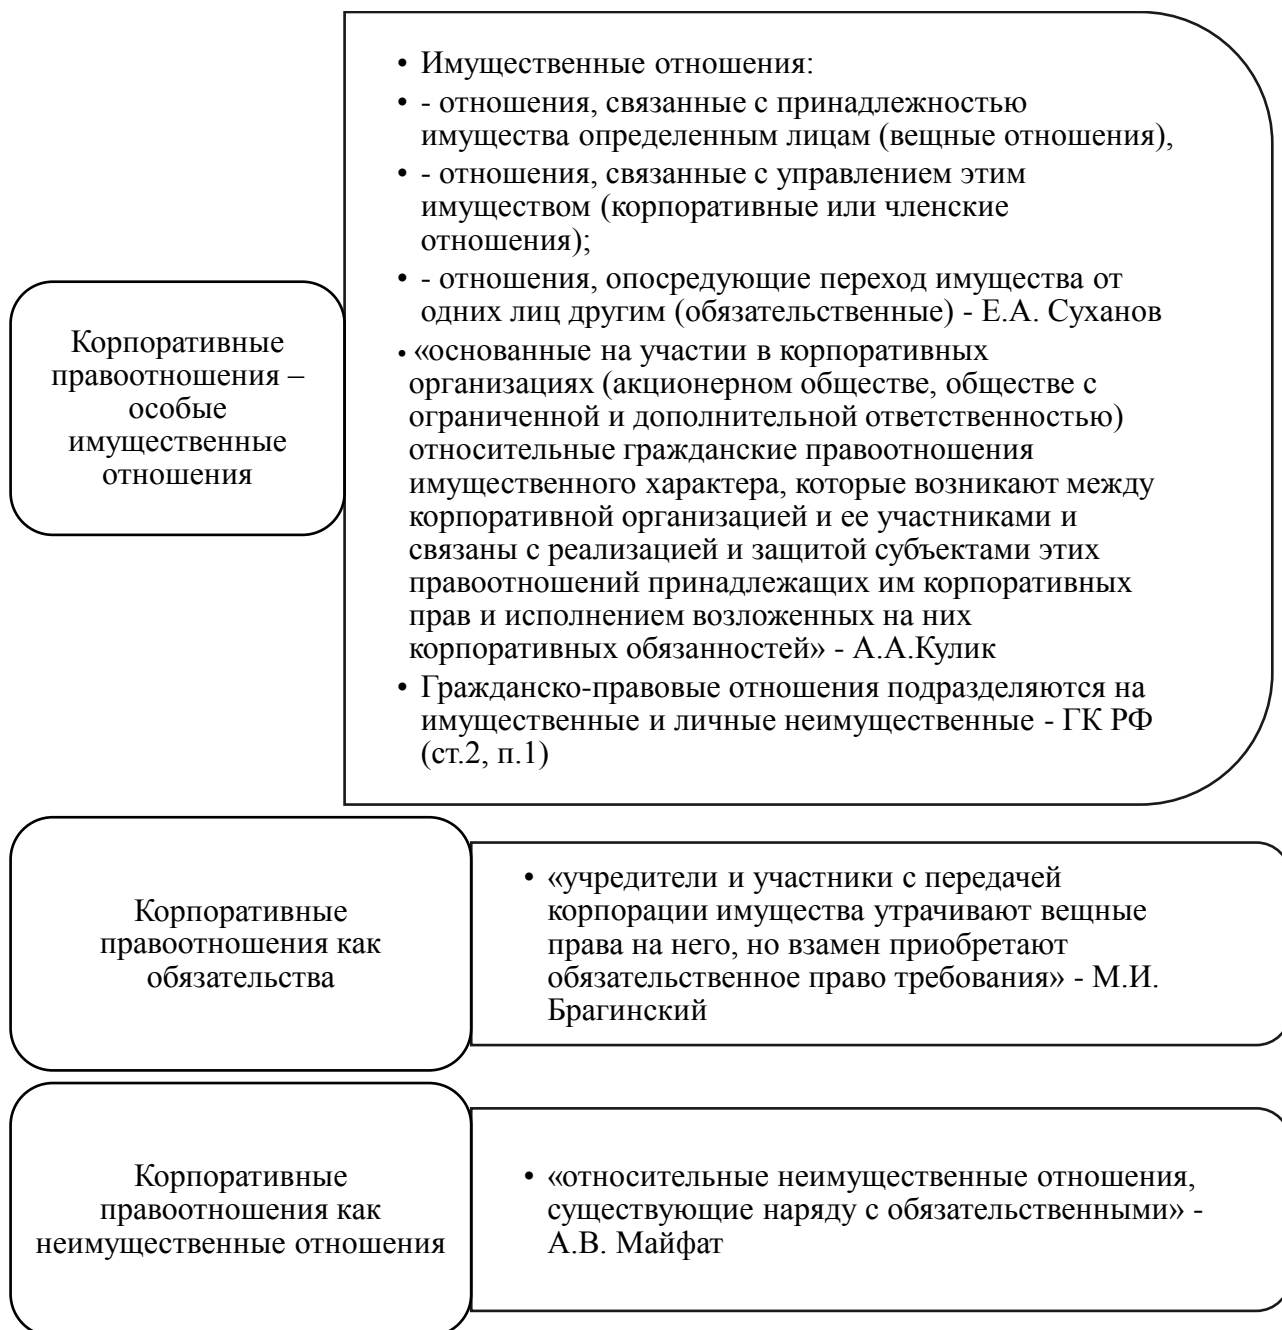 Корпоративные
правоотношения –
особые
имущественные
отношения
• Имущественные отношения:
• - отношения, связанные с принадлежностью
имущества определенным лицам (вещные отношения),
• - отношения, связанные с управлением этим
имуществом (корпоративные или членские
отношения);
• - отношения, опосредующие переход имущества от
одних лиц другим (обязательственные) - Е.А. Суханов
• «основанные на участии в корпоративных
организациях (акционерном обществе, обществе с
ограниченной и дополнительной ответственностью)
относительные гражданские правоотношения
имущественного характера, которые возникают между
корпоративной организацией и ее участниками и
связаны с реализацией и защитой субъектами этих
правоотношений принадлежащих им корпоративных
прав и исполнением возложенных на них
корпоративных обязанностей» - А.А.Кулик
• Гражданско-правовые отношения подразделяются на
имущественные и личные неимущественные - ГК РФ
(ст.2, п.1)
Корпоративные
правоотношения как
обязательства
• «учредители и участники с передачей
корпорации имущества утрачивают вещные
права на него, но взамен приобретают
обязательственное право требования» - М.И.
Брагинский
Корпоративные
правоотношения как
неимущественные отношения
• «относительные неимущественные отношения,
существующие наряду с обязательственными» -
А.В. Майфат